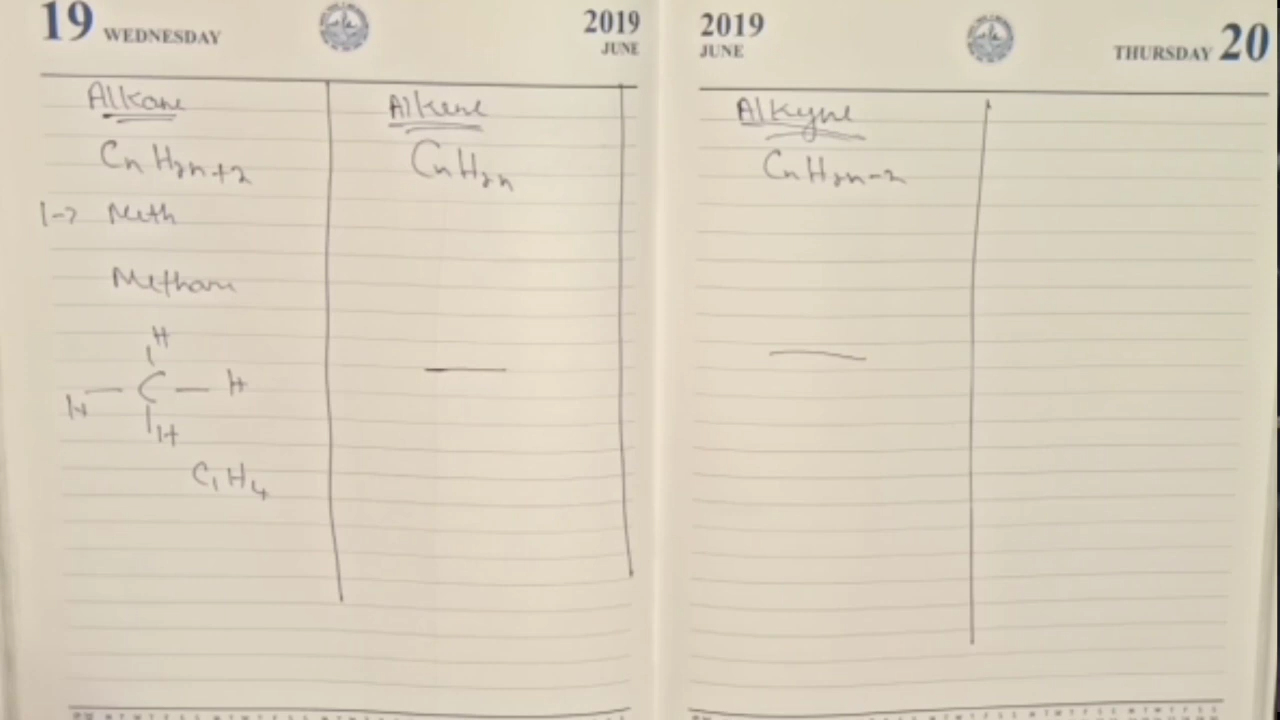 19 WEDNESDAY
2019
JUNE
Alkane
CnH2n+2
1-> Meth
Methane
H
H - C - H
H
C1H4
Alkene
CnH2n
2019
JUNE
THURSDAY 20
Alkyne
CnH2n-2